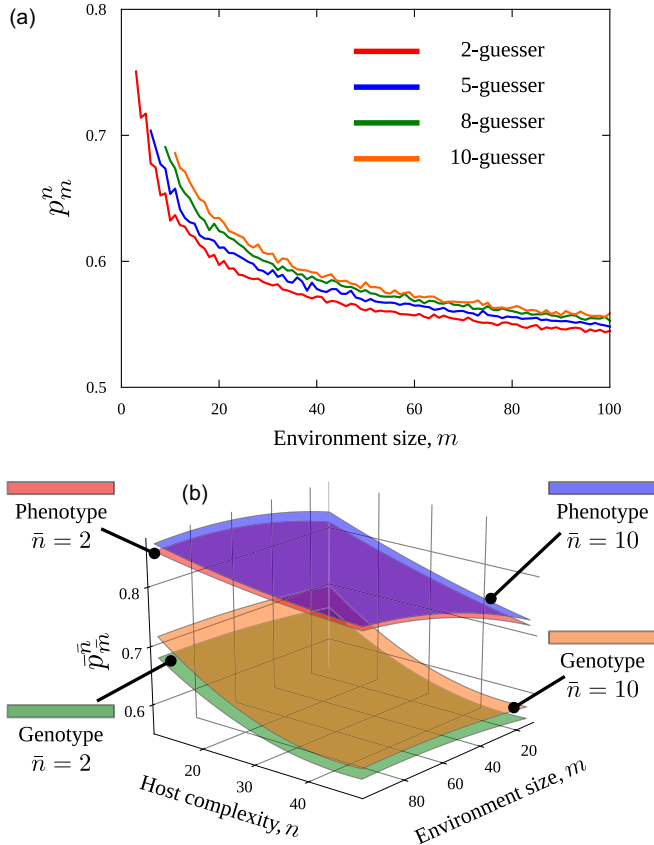 (a)
0.8
0.7
0.6
0.5
p_m^n
2-guesser
5-guesser
8-guesser
10-guesser
0 20 40 60 80 100
Environment size, m
(b)
Phenotype
n̄ = 2
Phenotype
n̄ = 10
0.8
0.7
0.6
p̄_m̄^n̄
Genotype
n̄ = 10
Genotype
n̄ = 2
20 30 40
Host complexity, n
80 60 40 20
Environment size, m